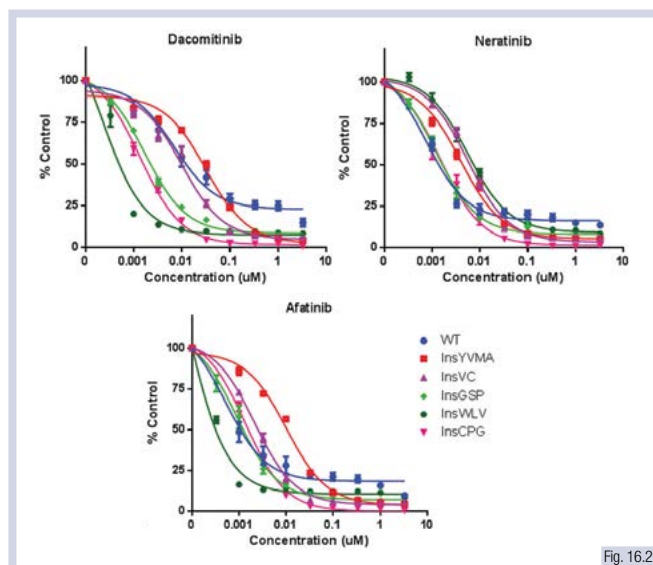 Dacomitinib
% Control
100
75
50
25
0
0
0,001
0,01
0,1
1
10
Concentration (uM)
Neratinib
% Control
100
75
50
25
0
0
0,001
0,01
0,1
1
10
Concentration (uM)
Afatinib
% Control
100
75
50
25
0
0
0,001
0,01
0,1
1
10
Concentration (uM)
WT
InsYVMA
InsVC
InsGSP
InsWLV
InsCPG
Fig. 16.2